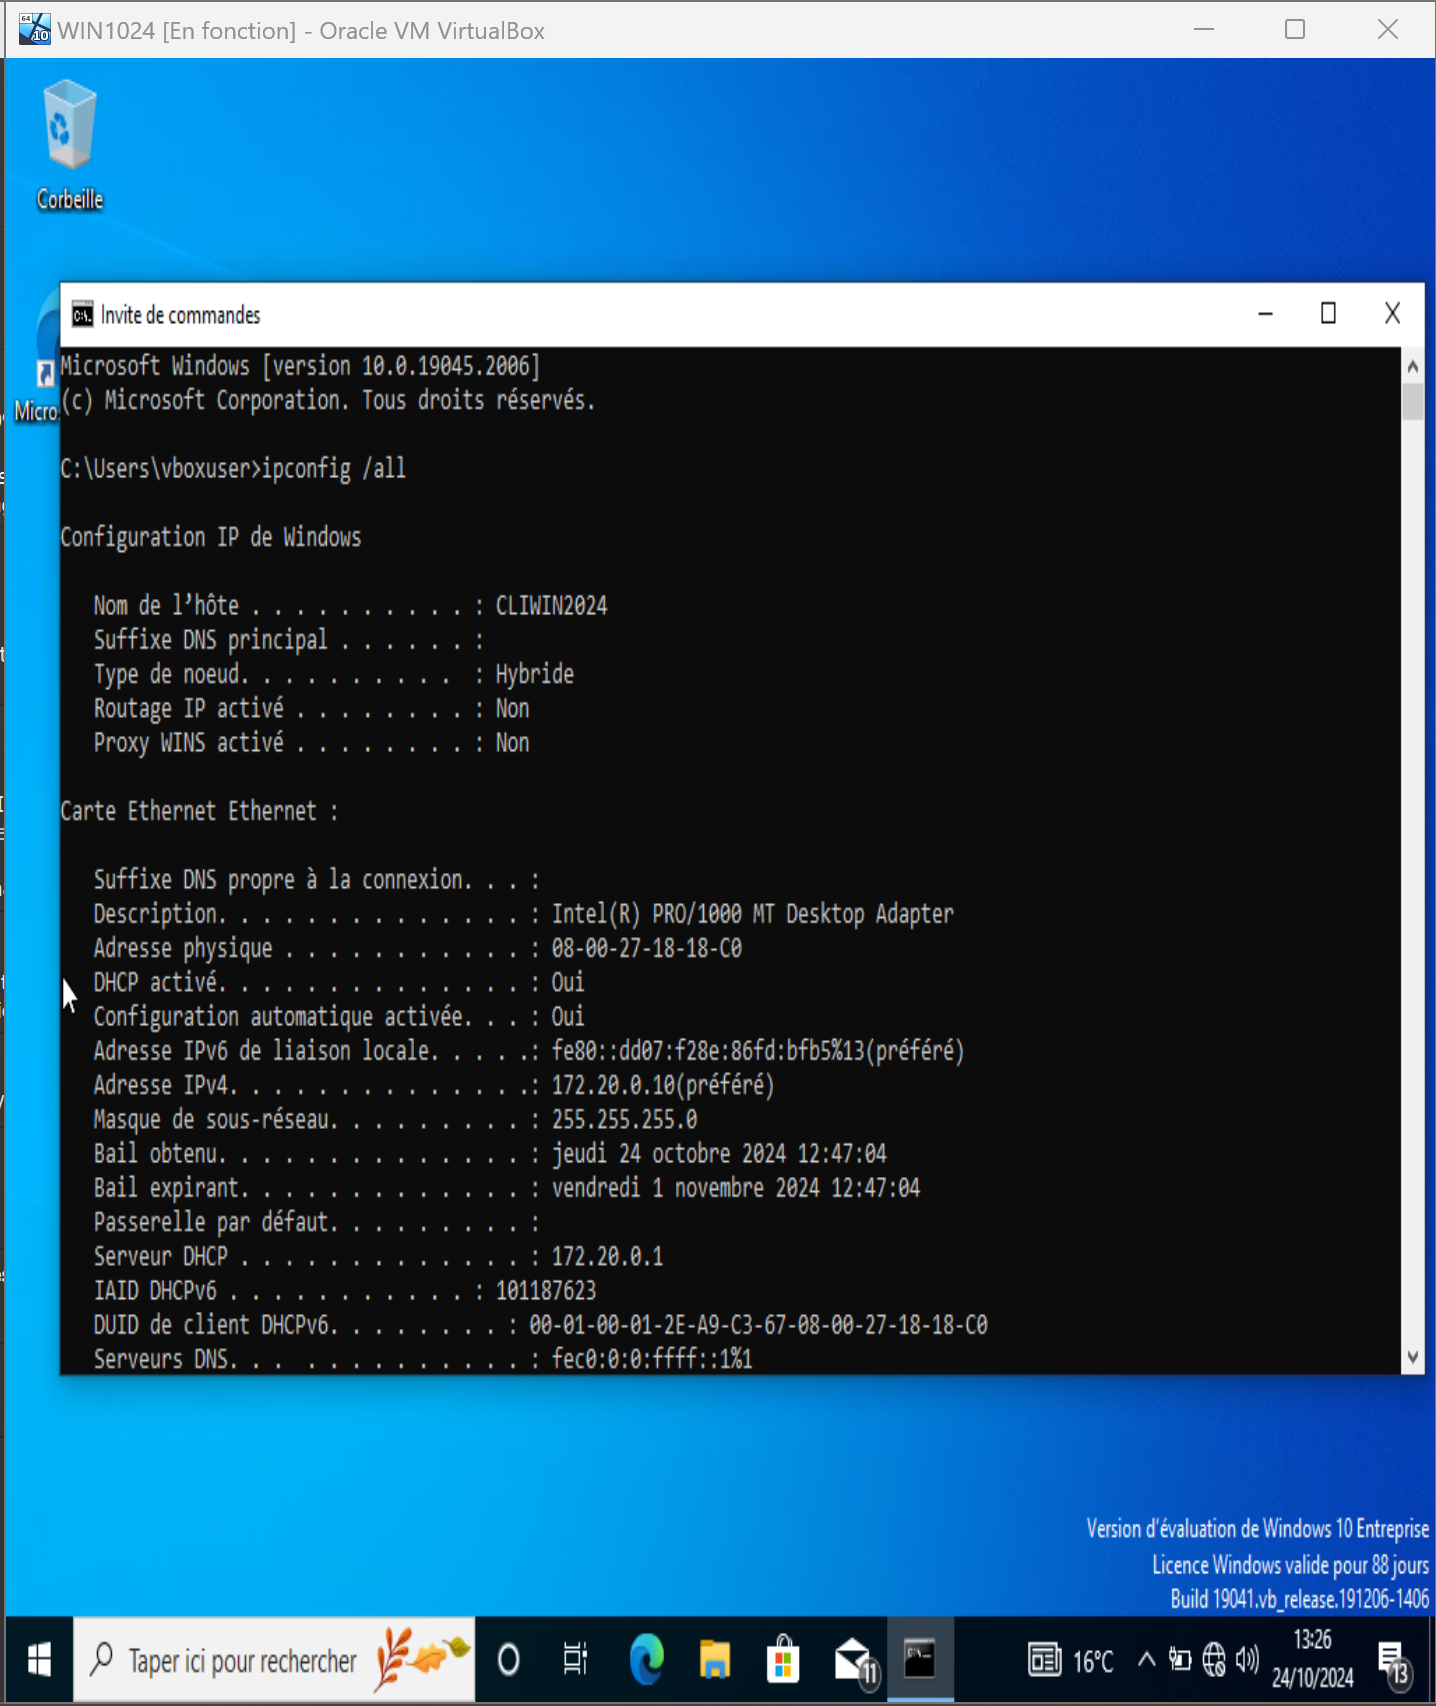 WIN1024 [En fonction] - Oracle VM VirtualBox
Corbeille
Micro
Invite de commandes
Microsoft Windows [version 10.0.19045.2006]
(c) Microsoft Corporation. Tous droits réservés.
C:\Users\vboxuser>ipconfig /all
Configuration IP de Windows
Nom de l’hôte . . . . . . . . . . : CLIWIN2024
Suffixe DNS principal . . . . . . :
Type de noeud. . . . . . . . . .  : Hybride
Routage IP activé . . . . . . . . : Non
Proxy WINS activé . . . . . . . . : Non
Carte Ethernet Ethernet :
Suffixe DNS propre à la connexion. . . :
Description. . . . . . . . . . . . . . : Intel(R) PRO/1000 MT Desktop Adapter
Adresse physique . . . . . . . . . . . : 08-00-27-18-18-C0
DHCP activé. . . . . . . . . . . . . . : Oui
Configuration automatique activée. . . : Oui
Adresse IPv6 de liaison locale. . . . .: fe80::dd07:f28e:86fd:bfb5%13(préféré)
Adresse IPv4. . . . . . . . . . . . . .: 172.20.0.10(préféré)
Masque de sous-réseau. . . . . . . . . : 255.255.255.0
Bail obtenu. . . . . . . . . . . . . . : jeudi 24 octobre 2024 12:47:04
Bail expirant. . . . . . . . . . . . . : vendredi 1 novembre 2024 12:47:04
Passerelle par défaut. . . . . . . . . :
Serveur DHCP . . . . . . . . . . . . . : 172.20.0.1
IAID DHCPv6 . . . . . . . . . . . : 101187623
DUID de client DHCPv6. . . . . . . . : 00-01-00-01-2E-A9-C3-67-08-00-27-18-18-C0
Serveurs DNS. . .  . . . . . . . . . . : fec0:0:0:ffff::1%1
Version d’évaluation de Windows 10 Entreprise
Licence Windows valide pour 88 jours
Build 19041.vb_release.191206-1406
Taper ici pour rechercher
11
16°C
13:26
24/10/2024
13